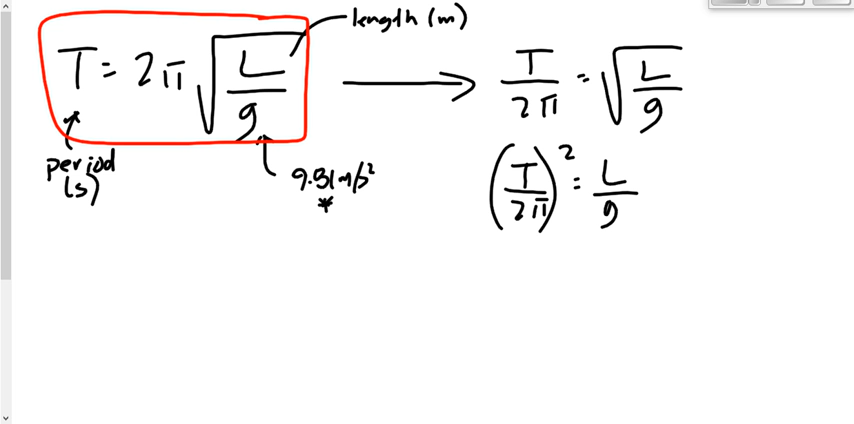 length (m)
T = 2π √(L/g)
T/2π = √(L/g)
period
(s)
9.81 m/s²
*
(T/2π)² = L/g